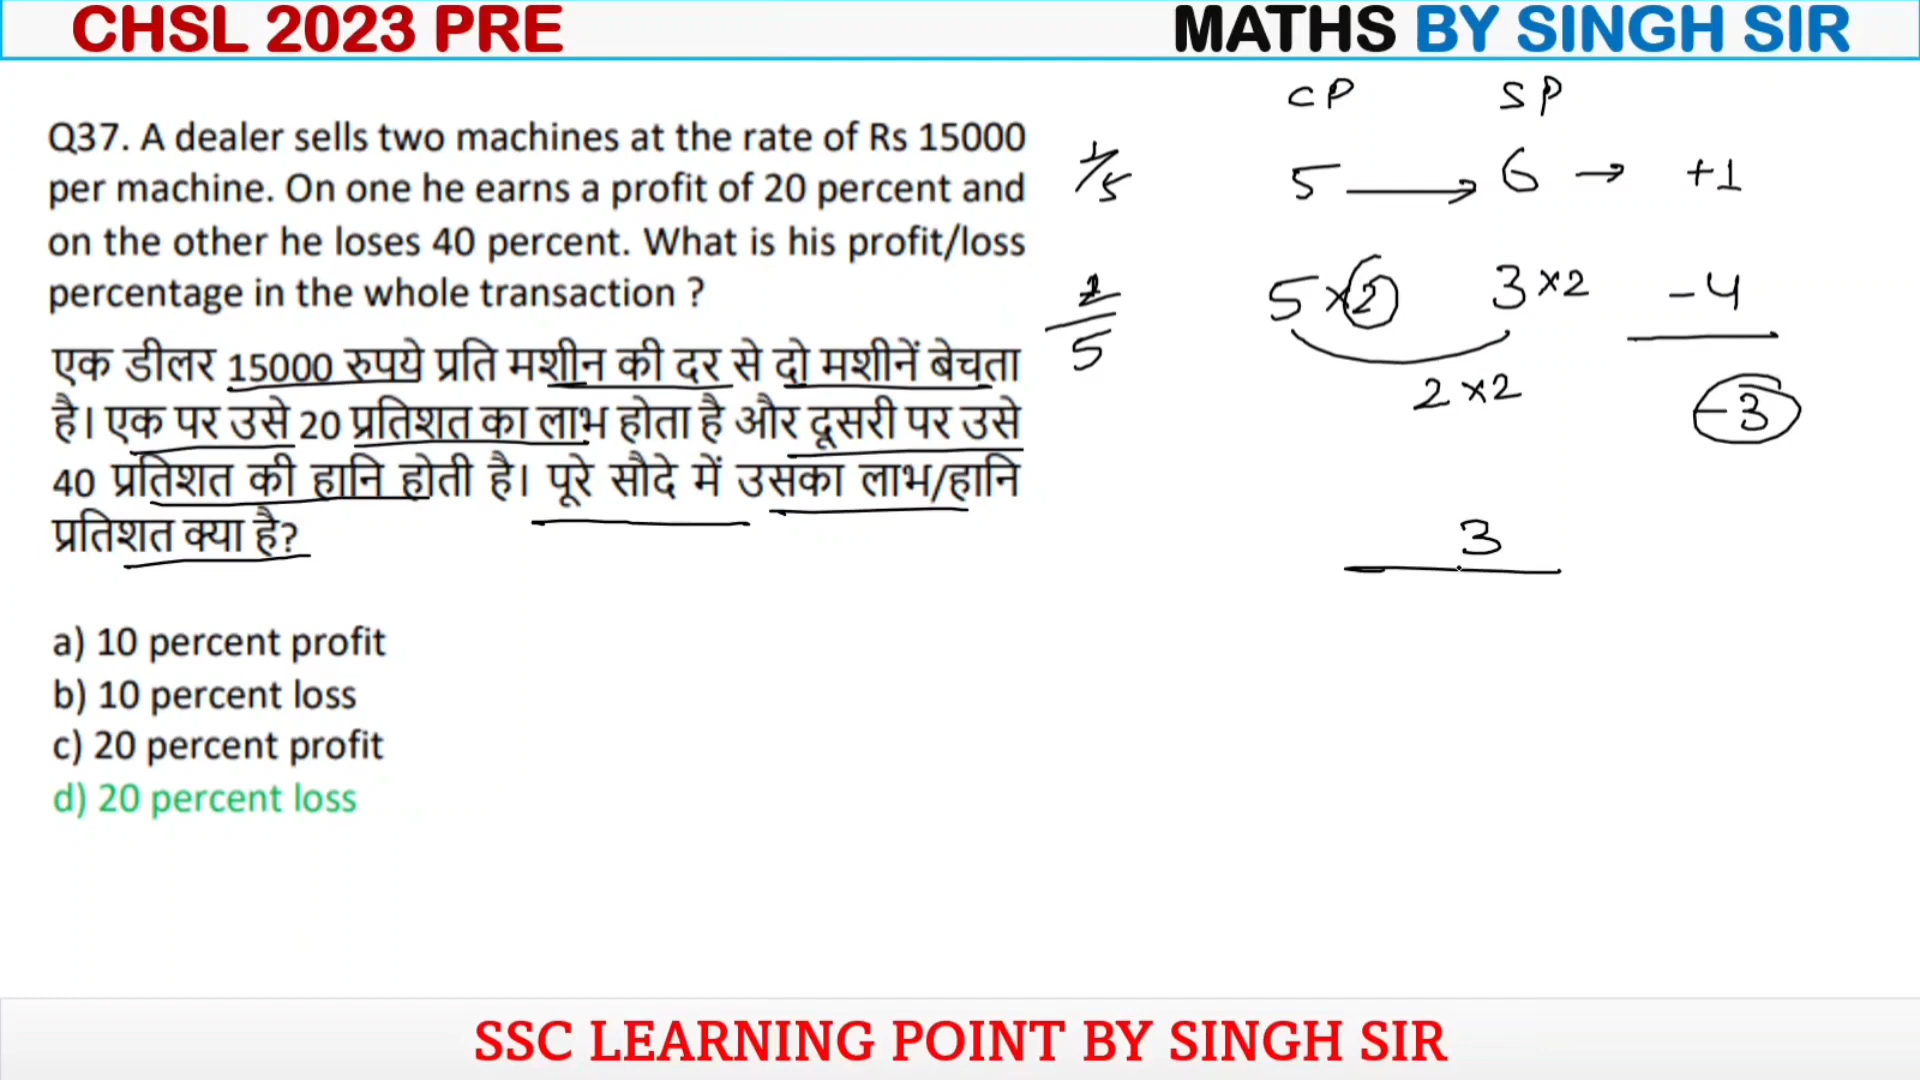 CHSL 2023 PRE
MATHS BY SINGH SIR
Q37. A dealer sells two machines at the rate of Rs 15000
per machine. On one he earns a profit of 20 percent and
on the other he loses 40 percent. What is his profit/loss
percentage in the whole transaction ?
एक डीलर 15000 रुपये प्रति मशीन की दर से दो मशीनें बेचता
है। एक पर उसे 20 प्रतिशत का लाभ होता है और दूसरी पर उसे
40 प्रतिशत की हानि होती है। पूरे सौदे में उसका लाभ/हानि
प्रतिशत क्या है?
a) 10 percent profit
b) 10 percent loss
c) 20 percent profit
d) 20 percent loss
CP SP
1/5 5 → 6 → +1
2/5 5×2 3×2 -4
2×2 -3
3
SSC LEARNING POINT BY SINGH SIR